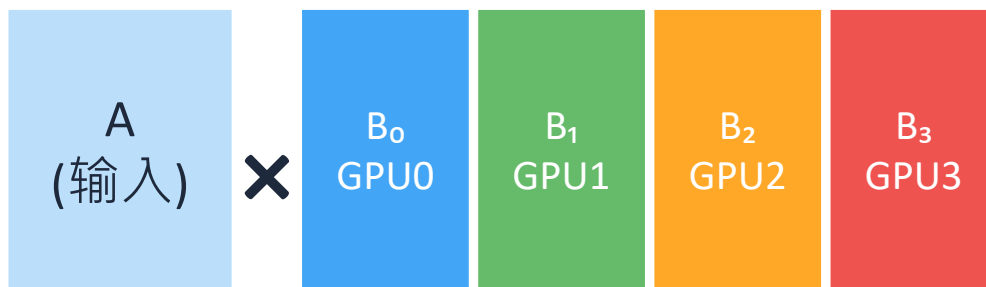 A
(输入)
×
B₀
GPU0
B₁
GPU1
B₂
GPU2
B₃
GPU3